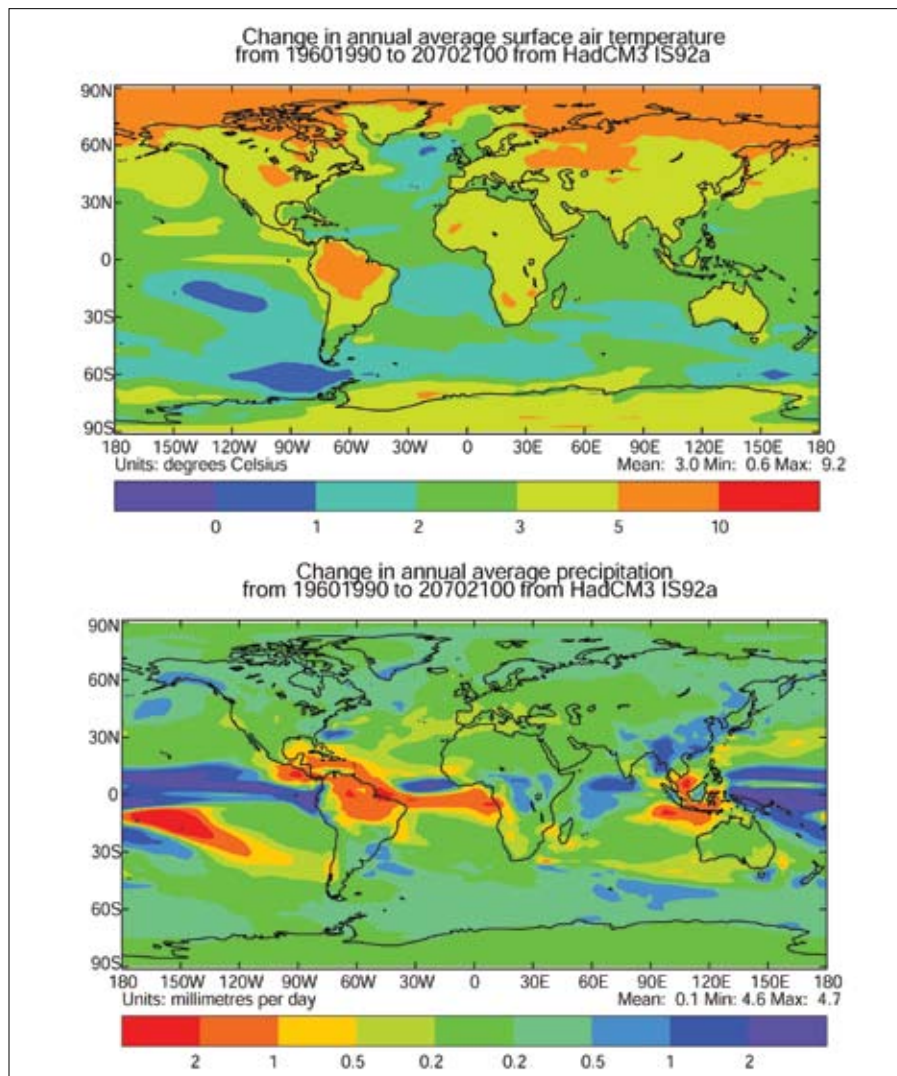 Change in annual average surface air temperature
from 19601990 to 20702100 from HadCM3 IS92a
90N
60N
30N
0
30S
60S
90S
180 150W 120W 90W 60W 30W 0 30E 60E 90E 120E 150E 180
Units: degrees Celsius Mean: 3.0 Min: 0.6 Max: 9.2
0 1 2 3 5 10
Change in annual average precipitation
from 19601990 to 20702100 from HadCM3 IS92a
90N
60N
30N
0
30S
60S
90S
180 150W 120W 90W 60W 30W 0 30E 60E 90E 120E 150E 180
Units: millimetres per day Mean: 0.1 Min: 4.6 Max: 4.7
2 1 0.5 0.2 0.2 0.5 1 2